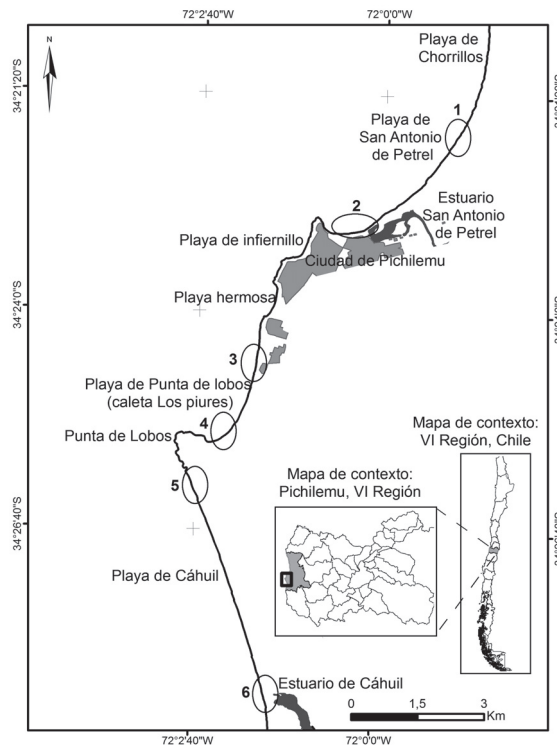 72°2'40"W
72°0'0"W
N
34°21'20"S
Playa de
Chorrillos
1
Playa de
San Antonio
de Petrel
2
Estuario
San Antonio
de Petrel
Playa de infiernillo
Ciudad de Pichilemu
Playa hermosa
34°24'0"S
3
Playa de Punta de lobos
(caleta Los piures)
4
Punta de Lobos
Mapa de contexto:
VI Región, Chile
Mapa de contexto:
Pichilemu, VI Región
5
34°26'40"S
Playa de Cáhuil
6
Estuario de Cáhuil
0
1,5
3
Km
72°2'40"W
72°0'0"W